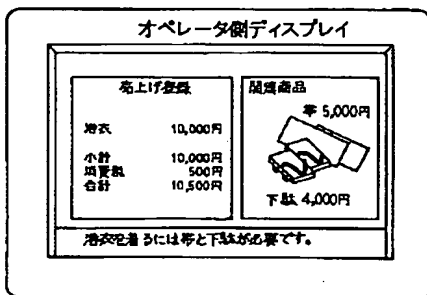 オペレータ側ディスプレイ
売上げ登録
浴衣 10,000円
小計 10,000円
消費税 500円
合計 10,500円
関連商品
帯 5,000円
下駄 4,000円
浴衣を着るには帯と下駄が必要です。